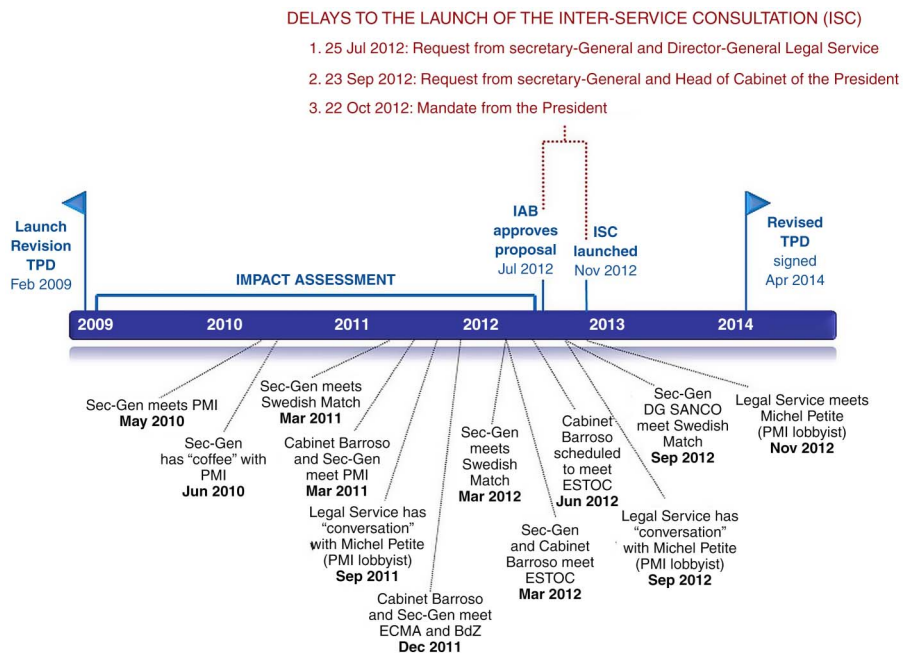 DELAYS TO THE LAUNCH OF THE INTER-SERVICE CONSULTATION (ISC)
1. 25 Jul 2012: Request from secretary-General and Director-General Legal Service
2. 23 Sep 2012: Request from secretary-General and Head of Cabinet of the President
3. 22 Oct 2012: Mandate from the President
Launch
Revision
TPD
Feb 2009
IMPACT ASSESSMENT
IAB
approves
proposal
Jul 2012
ISC
launched
Nov 2012
Revised
TPD
signed
Apr 2014
2009
2010
2011
2012
2013
2014
Sec-Gen meets PMI
May 2010
Sec-Gen
has “coffee” with
PMI
Jun 2010
Sec-Gen meets
Swedish Match
Mar 2011
Cabinet Barroso
and Sec-Gen
meet PMI
Mar 2011
Legal Service has
“conversation”
with Michel Petite
(PMI lobbyist)
Sep 2011
Cabinet Barroso
and Sec-Gen meet
ECMA and BdZ
Dec 2011
Sec-Gen
meets
Swedish
Match
Mar 2012
Sec-Gen
and Cabinet
Barroso meet
ESTOC
Mar 2012
Cabinet
Barroso
scheduled
to meet
ESTOC
Jun 2012
Legal Service has
“conversation”
with Michel Petite
(PMI lobbyist)
Sep 2012
Sec-Gen
DG SANCO
meet Swedish
Match
Sep 2012
Legal Service meets
Michel Petite
(PMI lobbyist)
Nov 2012